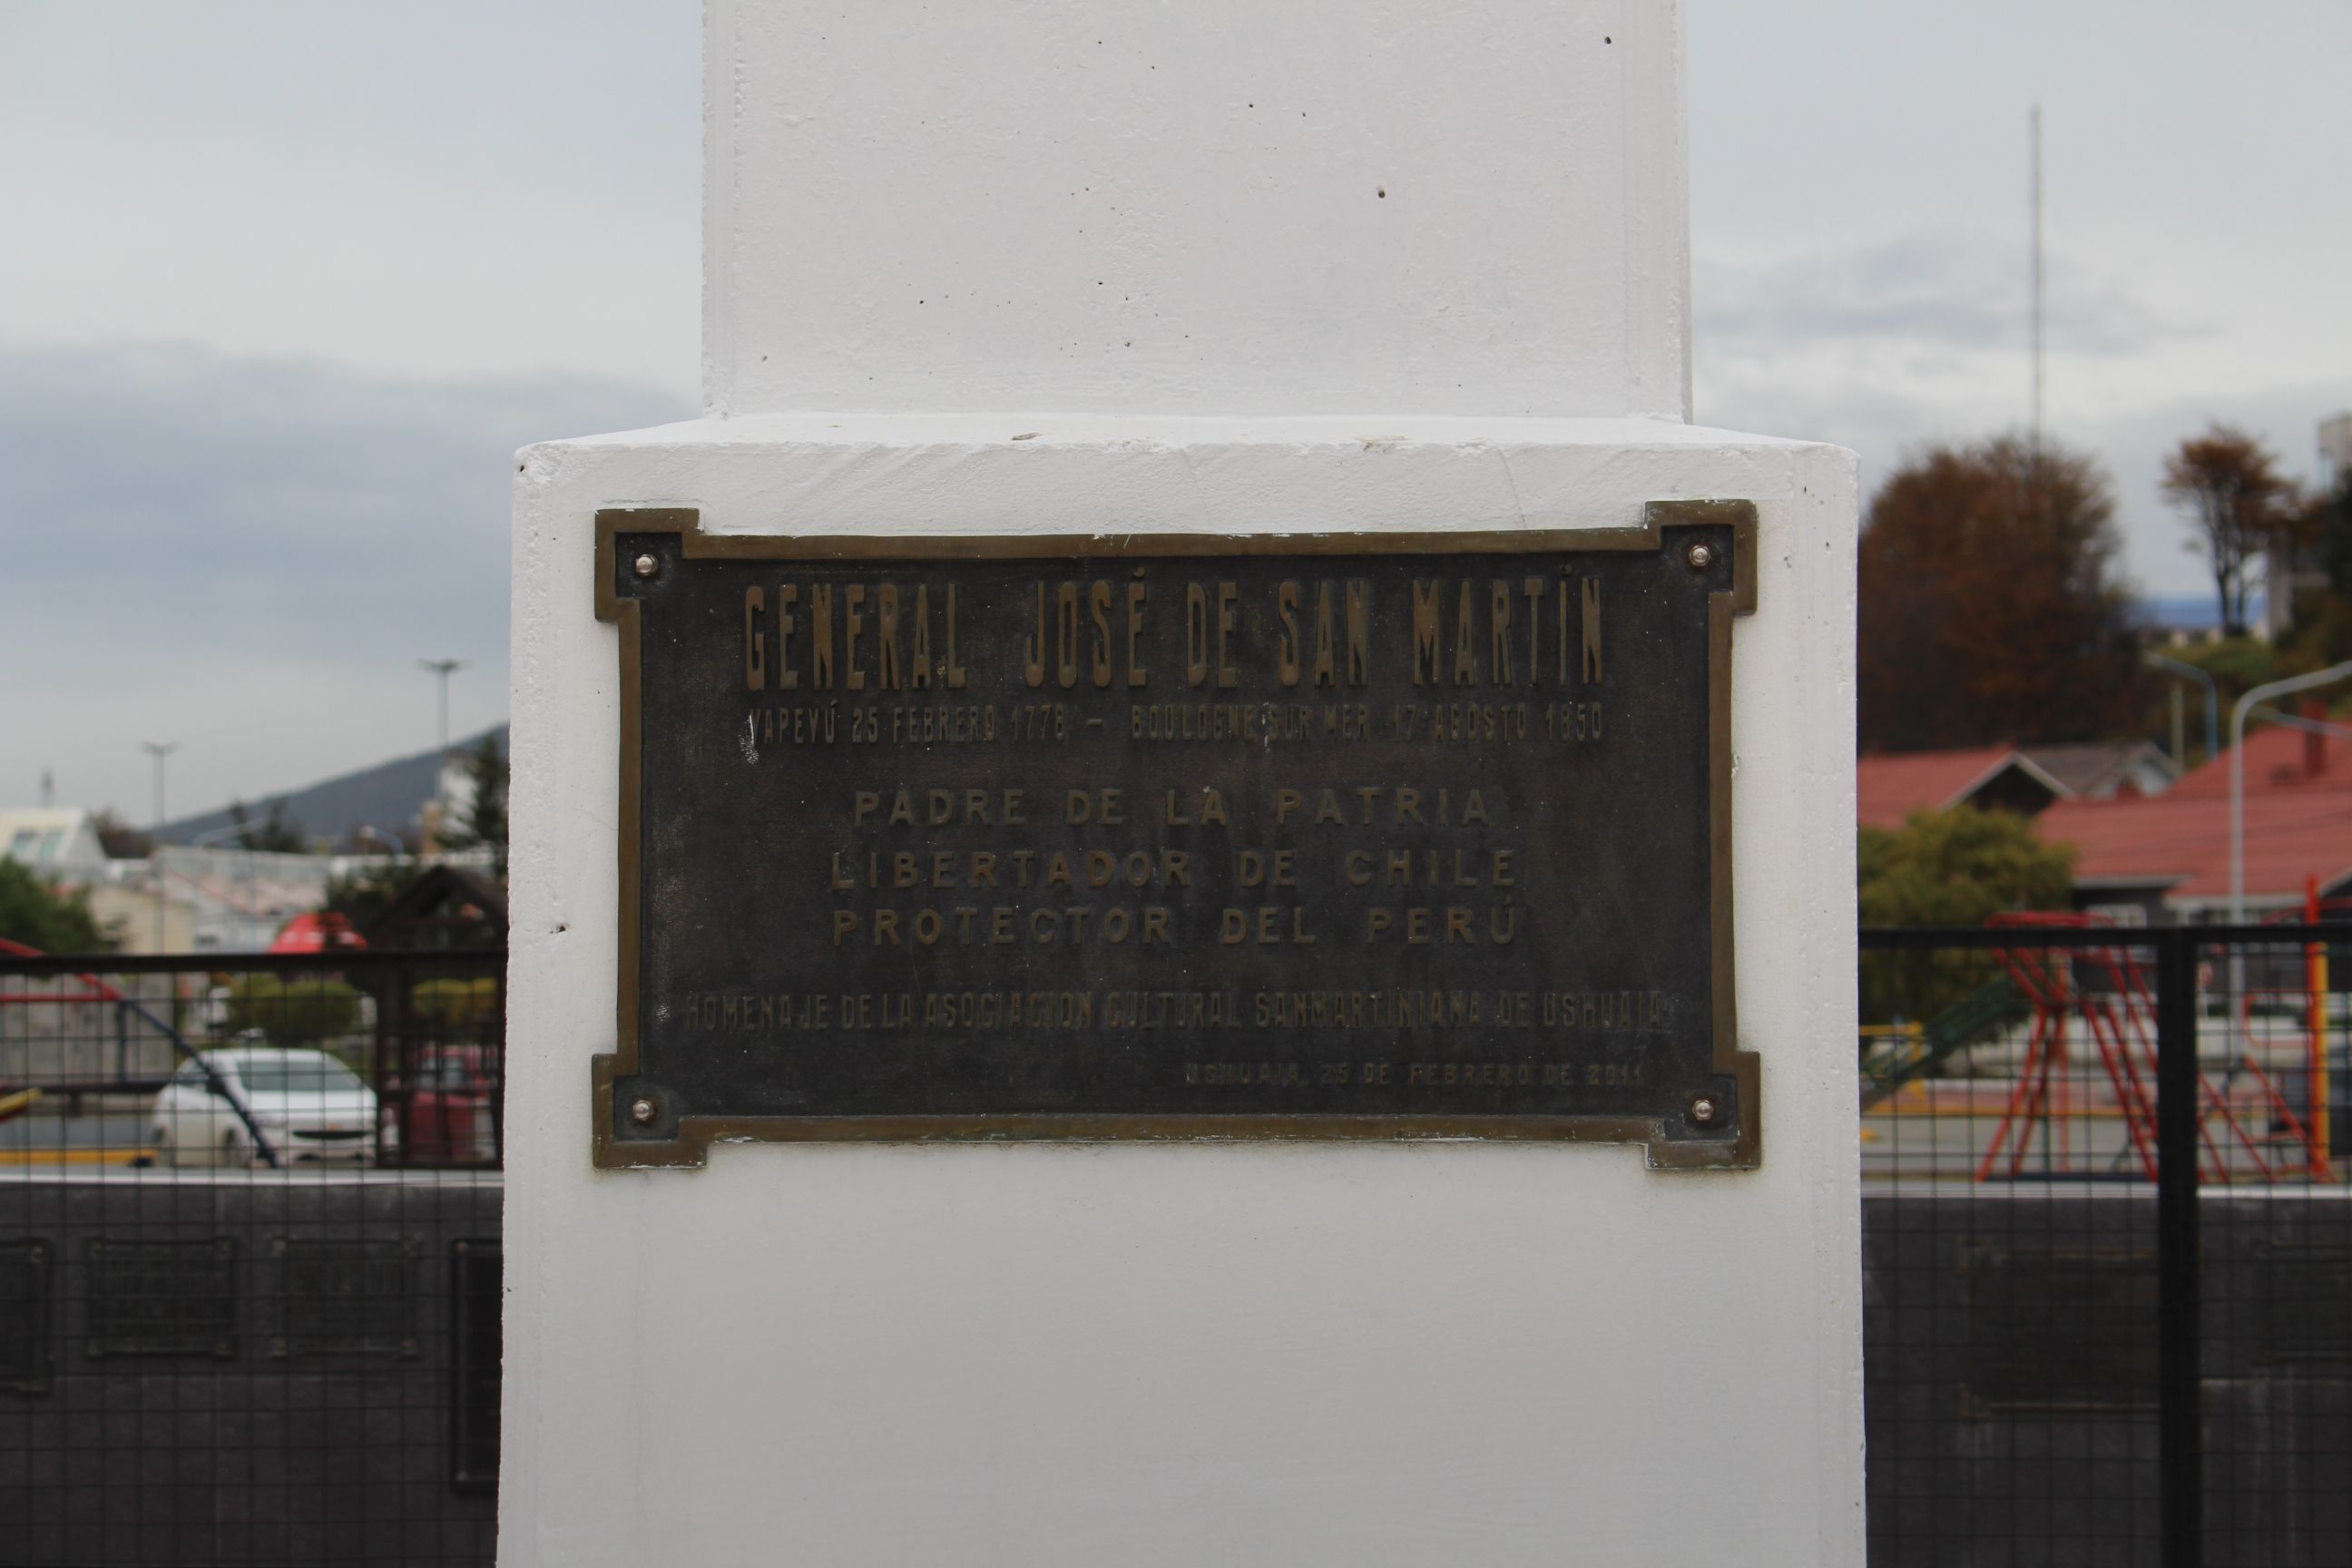 GENERAL JOSÉ DE SAN MARTÍN
YAPEYÚ 25 FEBRERO 1778 – BOULOGNE SUR MER 17 AGOSTO 1850
PADRE DE LA PATRIA
LIBERTADOR DE CHILE
PROTECTOR DEL PERÚ
HOMENAJE DE LA ASOCIACION CULTURAL SANMARTINIANA DE USHUAIA
USHUAIA, 25 DE FEBRERO DE 2011